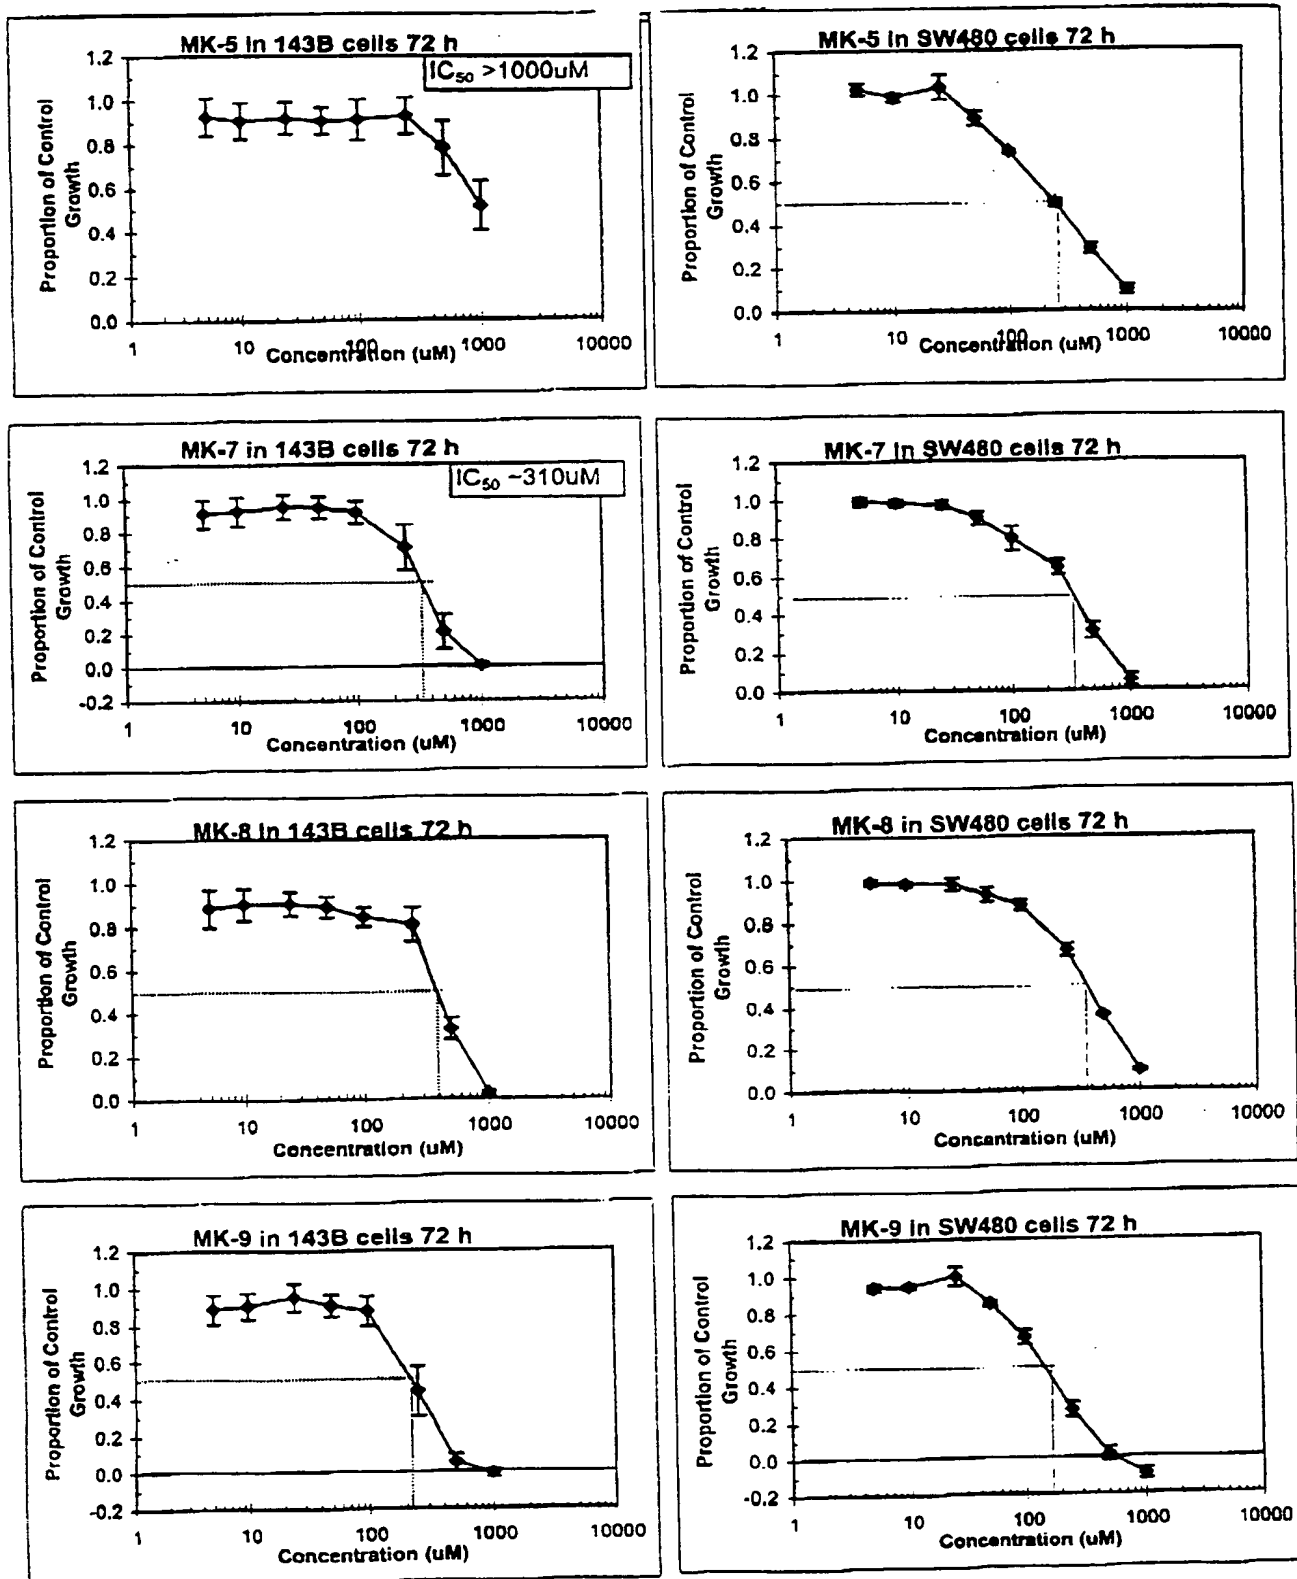 MK-5 in 143B cells 72 h
IC50 >1000uM
Proportion of Control
Growth
1.2
1.0
0.8
0.6
0.4
0.2
0.0
1 10 100 1000 10000
Concentration (uM)
MK-5 in SW480 cells 72 h
Proportion of Control
Growth
1.2
1.0
0.8
0.6
0.4
0.2
0.0
1 10 100 1000 10000
Concentration (uM)
MK-7 in 143B cells 72 h
IC50 ~310uM
Proportion of Control
Growth
1.2
1.0
0.8
0.6
0.4
0.2
0.0
-0.2
1 10 100 1000 10000
Concentration (uM)
MK-7 in SW480 cells 72 h
Proportion of Control
Growth
1.2
1.0
0.8
0.6
0.4
0.2
0.0
1 10 100 1000 10000
Concentration (uM)
MK-8 in 143B cells 72 h
Proportion of Control
Growth
1.2
1.0
0.8
0.6
0.4
0.2
0.0
1 10 100 1000 10000
Concentration (uM)
MK-8 in SW480 cells 72 h
Proportion of Control
Growth
1.2
1.0
0.8
0.6
0.4
0.2
0.0
1 10 100 1000 10000
Concentration (uM)
MK-9 in 143B cells 72 h
Proportion of Control
Growth
1.2
1.0
0.8
0.6
0.4
0.2
0.0
-0.2
1 10 100 1000 10000
Concentration (uM)
MK-9 in SW480 cells 72 h
Proportion of Control
Growth
1.2
1.0
0.8
0.6
0.4
0.2
0.0
-0.2
1 10 100 1000 10000
Concentration (uM)